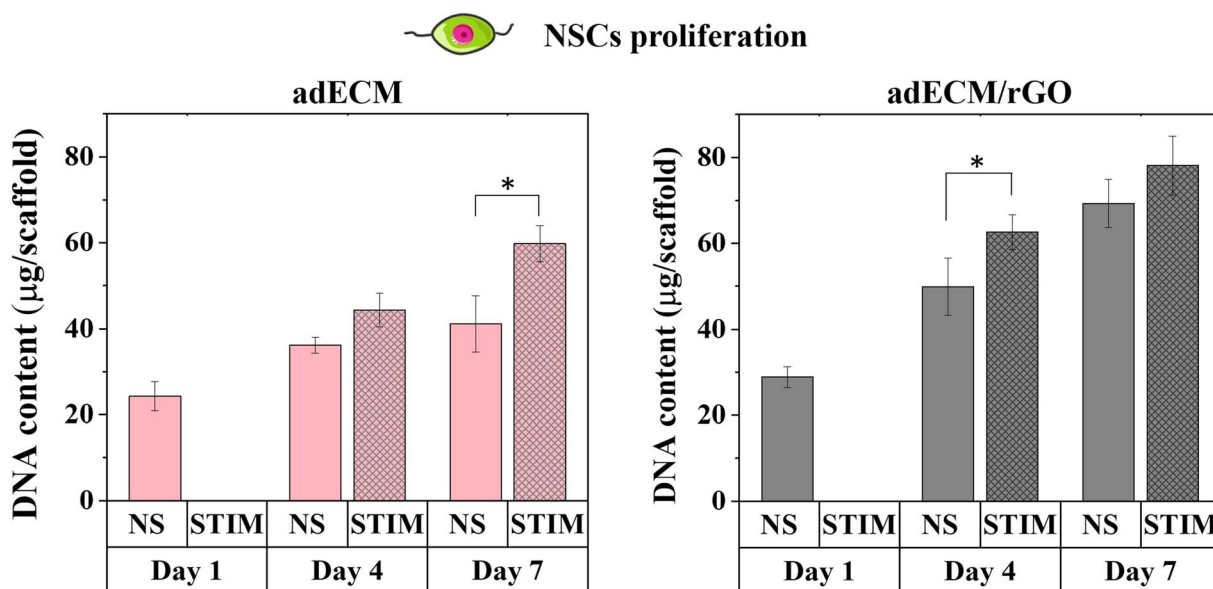 NSCs proliferation
adECM
DNA content (μg/scaffold)
80
60
40
20
0
*
NS STIM NS STIM NS STIM
Day 1 Day 4 Day 7
adECM/rGO
DNA content (μg/scaffold)
80
60
40
20
0
*
NS STIM NS STIM NS STIM
Day 1 Day 4 Day 7